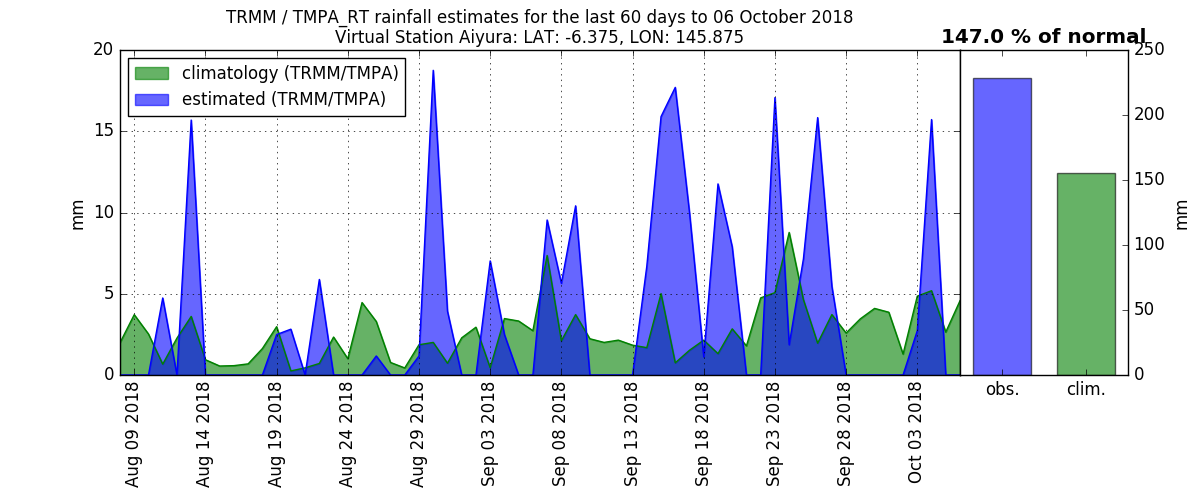 TRMM / TMPA_RT rainfall estimates for the last 60 days to 06 October 2018
Virtual Station Aiyura: LAT: -6.375, LON: 145.875
147.0 % of normal
climatology (TRMM/TMPA)
estimated (TRMM/TMPA)
mm
20
15
10
5
0
Aug 09 2018
Aug 14 2018
Aug 19 2018
Aug 24 2018
Aug 29 2018
Sep 03 2018
Sep 08 2018
Sep 13 2018
Sep 18 2018
Sep 23 2018
Sep 28 2018
Oct 03 2018
250
200
150
100
50
0
mm
obs.
clim.